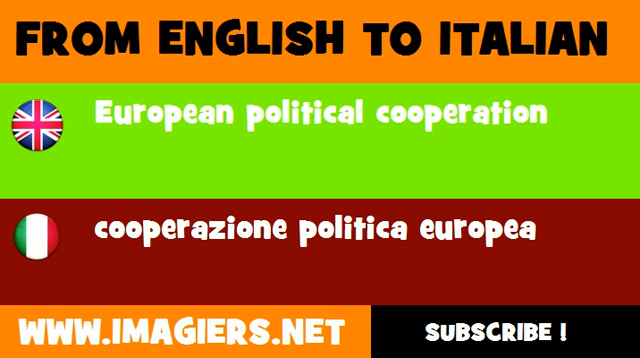 FROM ENGLISH TO ITALIAN
European political cooperation
cooperazione politica europea
WWW.IMAGIERS.NET
SUBSCRIBE !